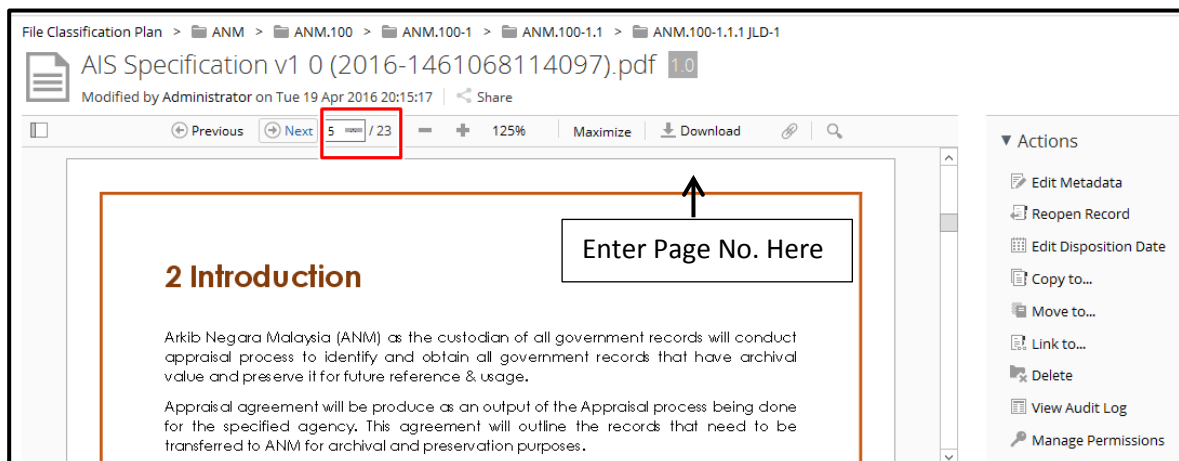 File Classification Plan > ANM > ANM.100 > ANM.100-1 > ANM.100-1.1 > ANM.100-1.1.1 JLD-1
AIS Specification v1 0 (2016-1461068114097).pdf 1.0
Modified by Administrator on Tue 19 Apr 2016 20:15:17 Share
Previous Next 5 / 23 125% Maximize Download
Enter Page No. Here
2 Introduction
Arkib Negara Malaysia (ANM) as the custodian of all government records will conduct
appraisal process to identify and obtain all government records that have archival
value and preserve it for future reference & usage.
Appraisal agreement will be produce as an output of the Appraisal process being done
for the specified agency. This agreement will outline the records that need to be
transferred to ANM for archival and preservation purposes.
Actions
Edit Metadata
Reopen Record
Edit Disposition Date
Copy to...
Move to...
Link to...
Delete
View Audit Log
Manage Permissions